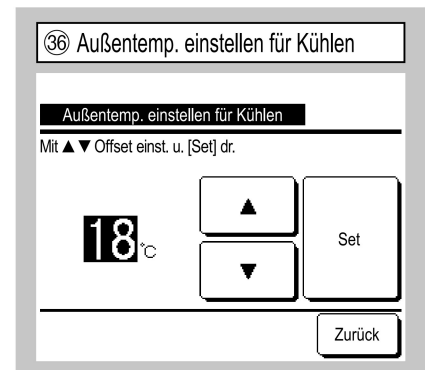 ㊱ Außentemp. einstellen für Kühlen
Außentemp. einstellen für Kühlen
Mit ▲ ▼ Offset einst. u. [Set] dr.
▲
18 °C
Set
▼
Zurück